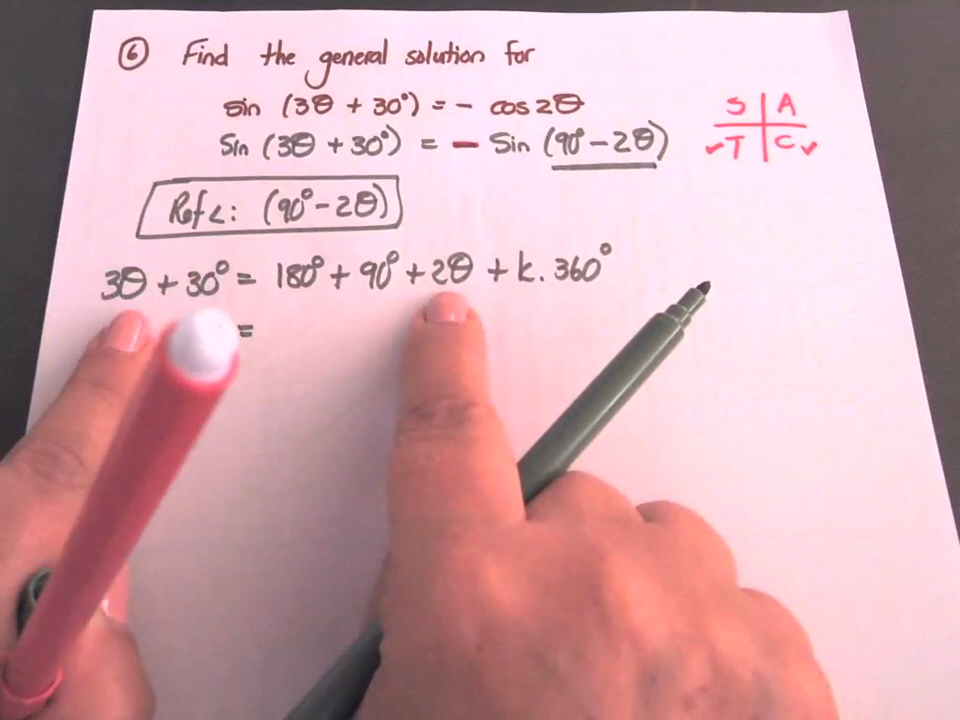 ⑥ Find the general solution for
sin (3θ + 30°) = - cos 2θ
Sin (3θ + 30°) = - Sin (90° - 2θ)
S A
✓T C✓
Ref<: (90° - 2θ)
3θ + 30° = 180° + 90° + 2θ + k. 360°
=